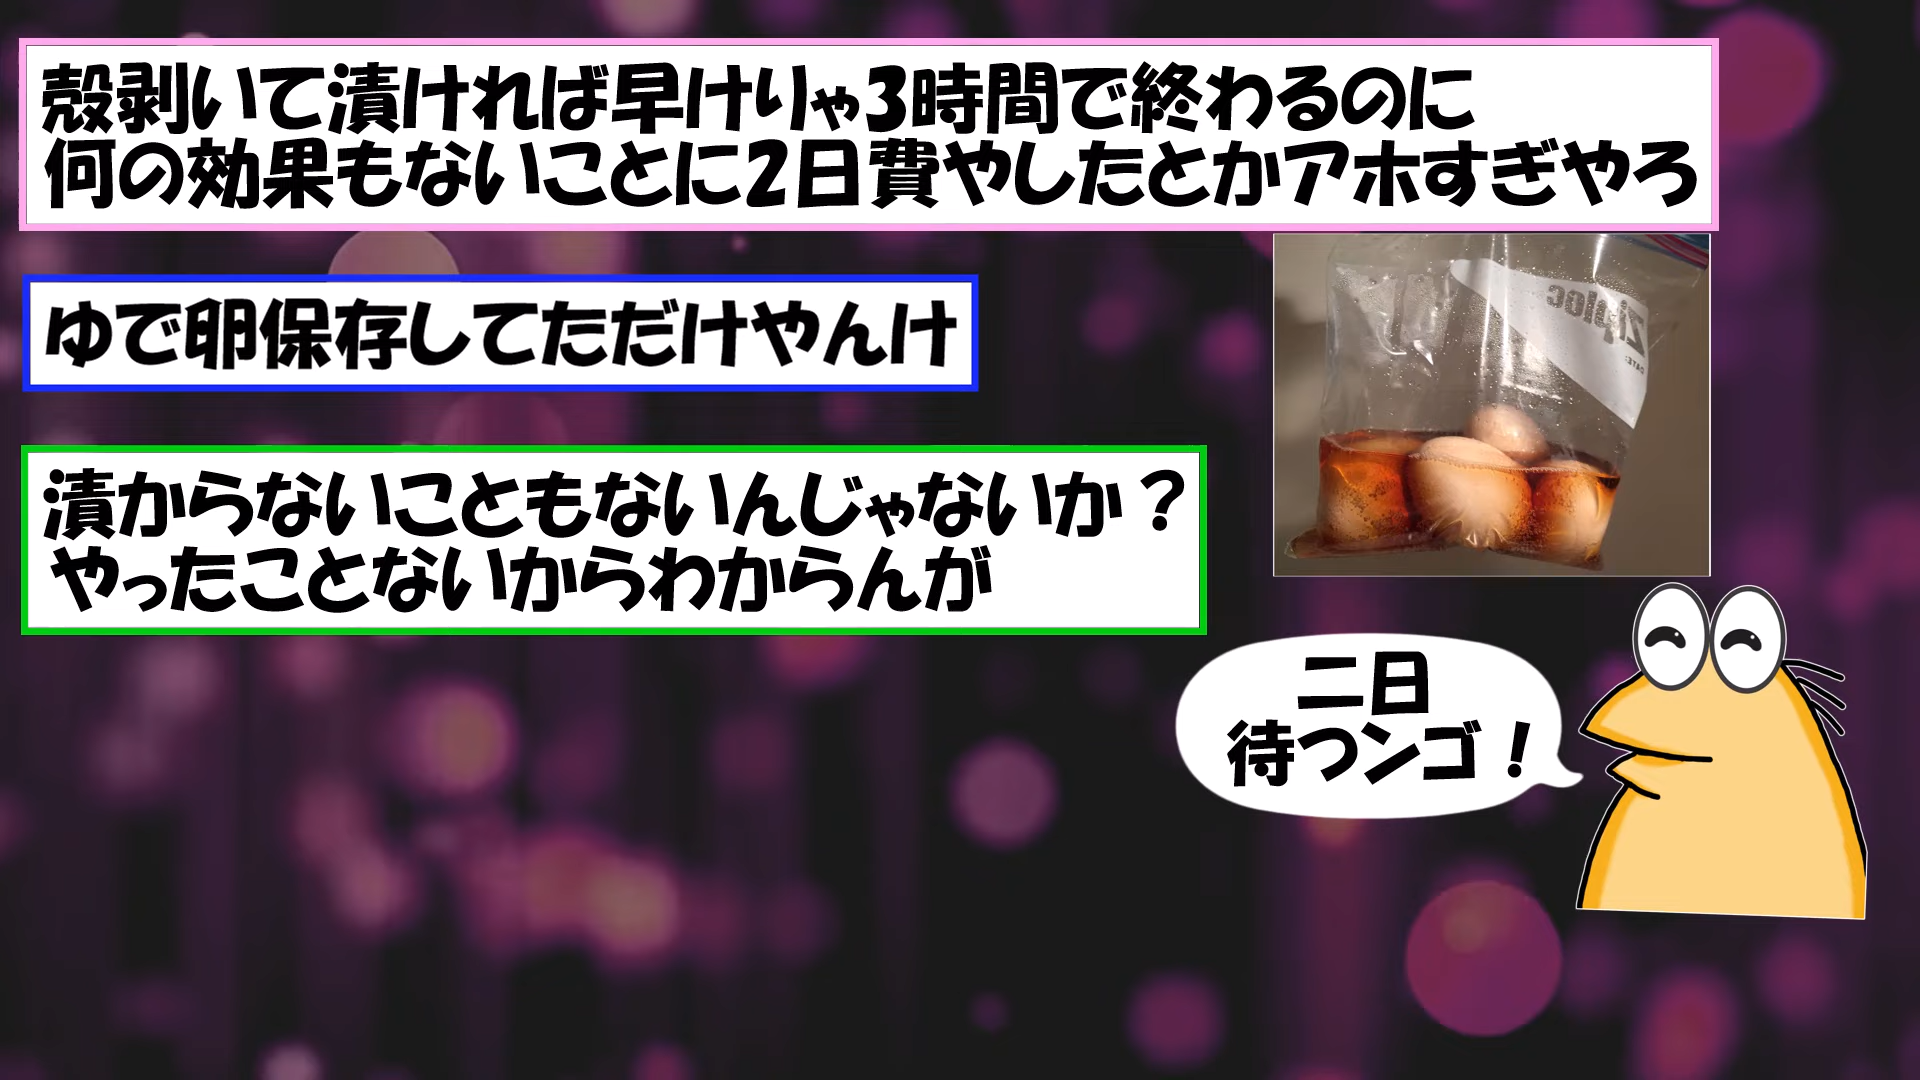 殻剥いて漬ければ早けりゃ3時間で終わるのに
何の効果もないことに2日費やしたとかアホすぎやろ
ゆで卵保存してただけやんけ
漬からないこともないんじゃないか？
やったことないからわからんが
Ziploc
DATE:
二日
待つンゴ！